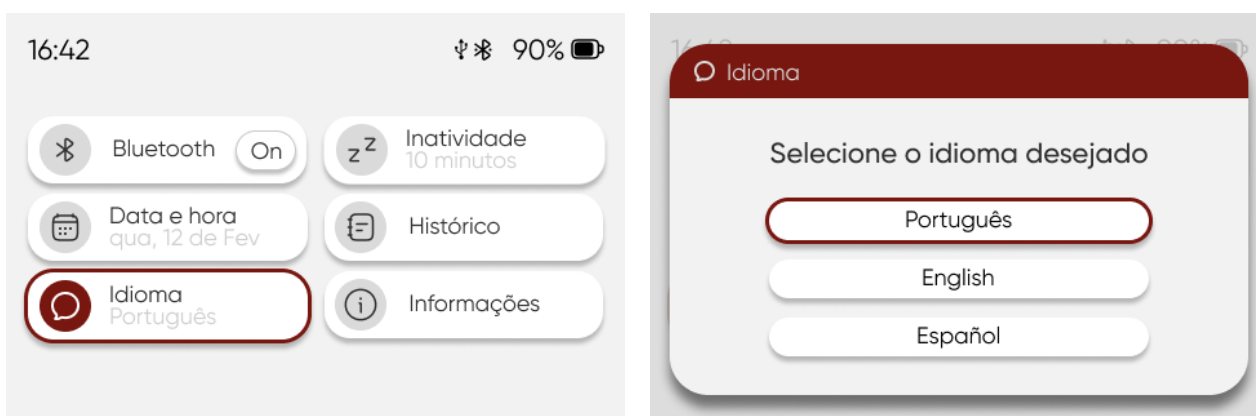 16:42
90%
Bluetooth
On
Inatividade
10 minutos
Data e hora
qua, 12 de Fev
Histórico
Idioma
Português
Informações
Idioma
Selecione o idioma desejado
Português
English
Español